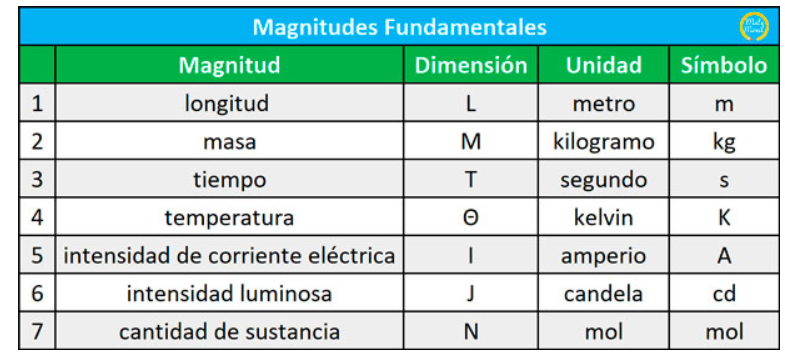 Magnitudes Fundamentales
Magnitud Dimensión Unidad Símbolo
1 longitud L metro m
2 masa M kilogramo kg
3 tiempo T segundo s
4 temperatura Θ kelvin K
5 intensidad de corriente eléctrica I amperio A
6 intensidad luminosa J candela cd
7 cantidad de sustancia N mol mol